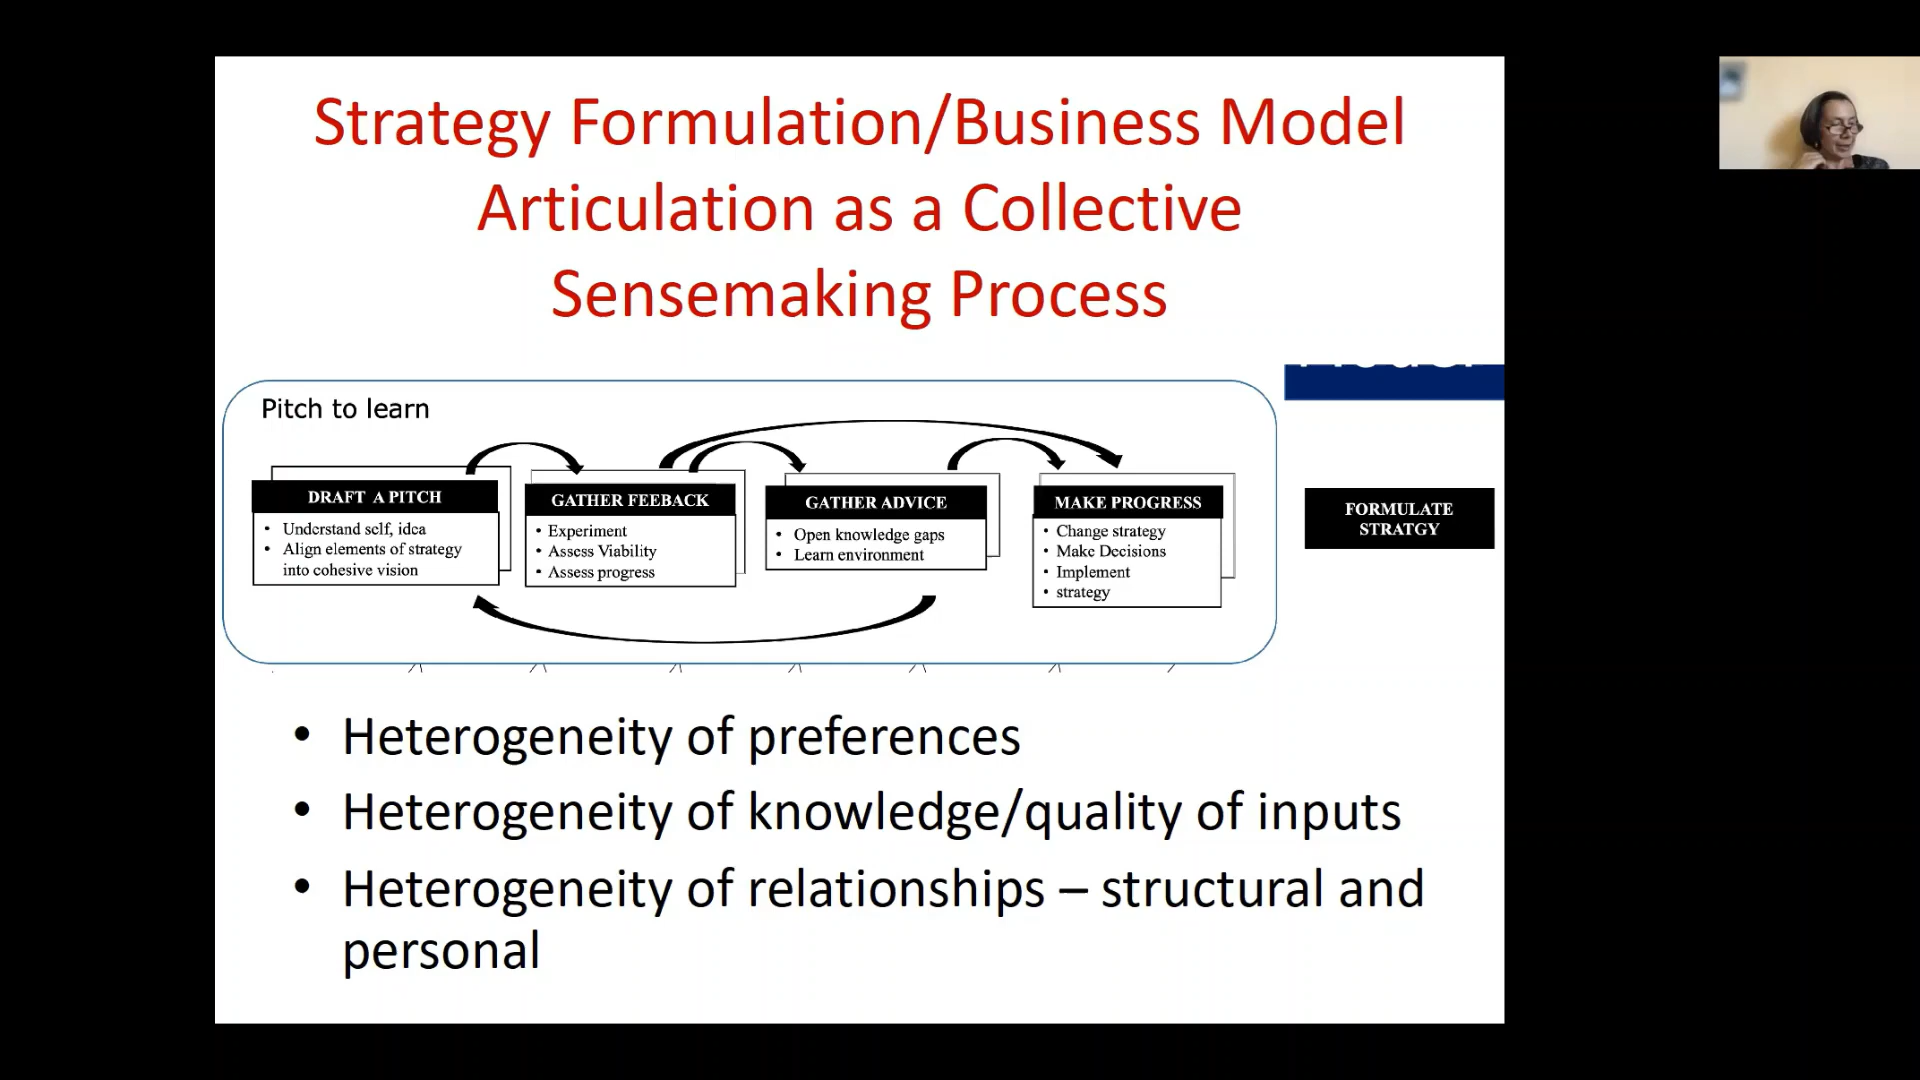 Strategy Formulation/Business Model
Articulation as a Collective
Sensemaking Process
Pitch to learn
DRAFT A PITCH
• Understand self, idea
• Align elements of strategy
into cohesive vision
GATHER FEEBACK
• Experiment
• Assess Viability
• Assess progress
GATHER ADVICE
• Open knowledge gaps
• Learn environment
MAKE PROGRESS
• Change strategy
• Make Decisions
• Implement
• strategy
FORMULATE
STRATGY
• Heterogeneity of preferences
• Heterogeneity of knowledge/quality of inputs
• Heterogeneity of relationships – structural and
personal